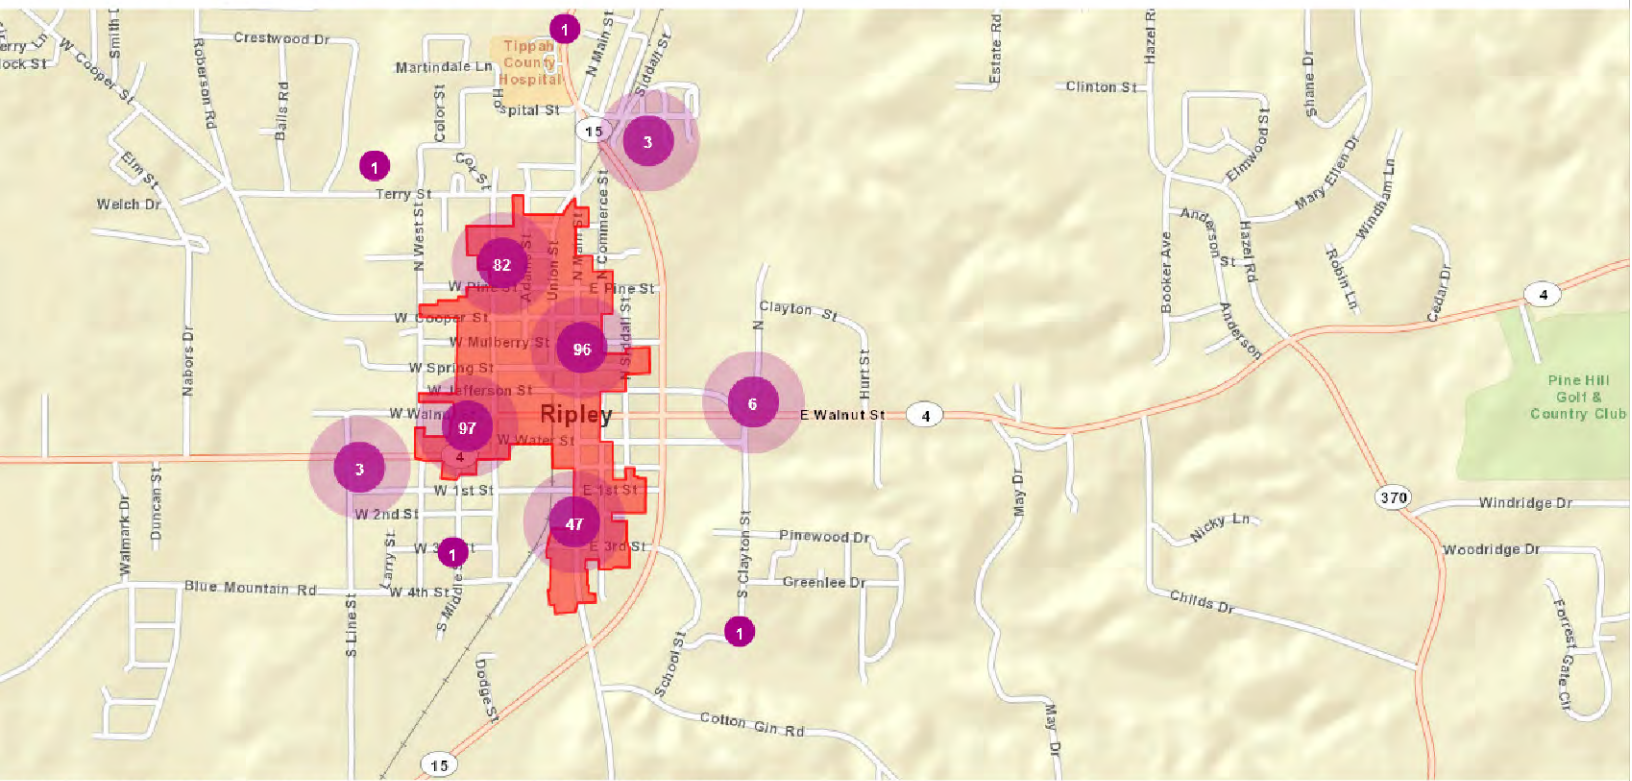 Smith
W Cooper St
Roberson Rd
Crestwood Dr
Balls Rd
Martindale Ln
Color St
Tippah
County
Hospital
Hospital St
1
N Main St
Siddall St
15
3
Estate Rd
Clinton St
Shane Dr
Elmwood St
Mary Ellen Dr
Windham Ln
1
Elm St
Welch Dr
Cox St
Terry St
N West St
N Commerce St
N Main St
Union St
82
W Pine St
E Pine St
W Cooper St
W Mulberry St
96
N Siddall St
W Spring St
W Jefferson St
W Walnu
97
Ripley
W Water St
4
Nabors Dr
3
Clayton St
N
Hurt St
6
E Walnut St
4
Booker Ave
Anderson
St
Hazel Rd
Anderson
Robin Ln
Cedar Dr
4
Pine Hill
Golf &
Country Club
370
Windridge Dr
Woodridge Dr
Forrest Gate Cir
Nicky Ln
Childs Dr
May Dr
May Dr
Walmark Dr
Duncan St
W 1st St
E 1st St
W 2nd St
47
Larry St
W 3
1
E 3rd St
Blue Mountain Rd
W 4th St
S Middle
S Line St
Pinewood Dr
Greenlee Dr
S Clayton St
1
School St
Dodge St
Cotton Gin Rd
15